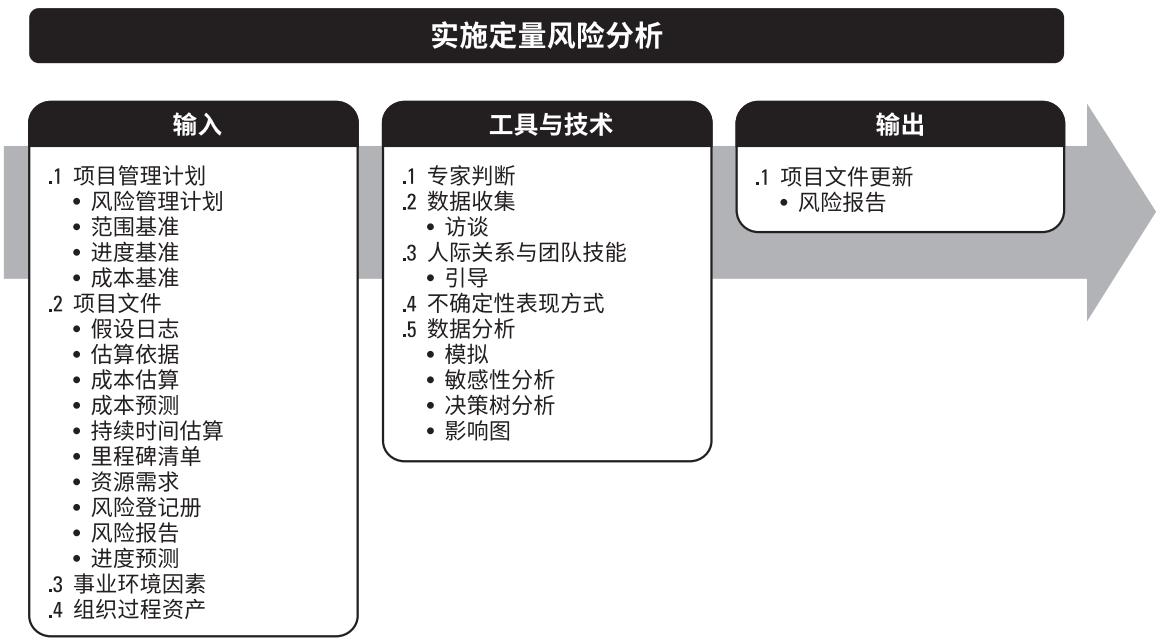 实施定量风险分析
输入
.1 项目管理计划
• 风险管理计划
• 范围基准
• 进度基准
• 成本基准
.2 项目文件
• 假设日志
• 估算依据
• 成本估算
• 成本预测
• 持续时间估算
• 里程碑清单
• 资源需求
• 风险登记册
• 风险报告
• 进度预测
.3 事业环境因素
.4 组织过程资产
工具与技术
.1 专家判断
.2 数据收集
• 访谈
.3 人际关系与团队技能
• 引导
.4 不确定性表现方式
.5 数据分析
• 模拟
• 敏感性分析
• 决策树分析
• 影响图
输出
.1 项目文件更新
• 风险报告